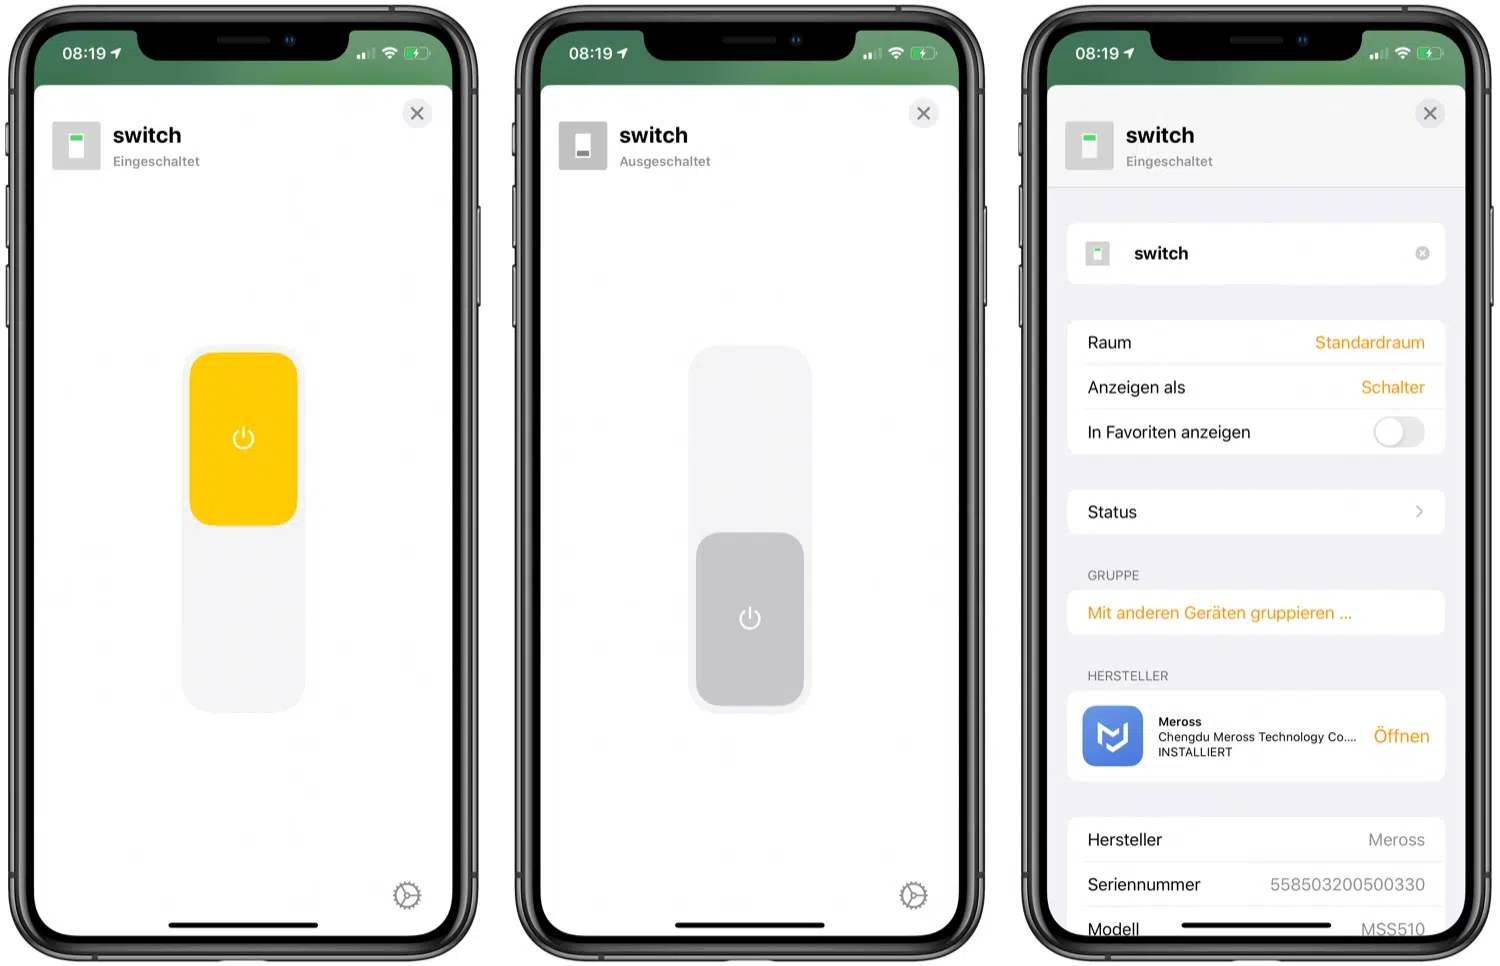 08:19
switch
Eingeschaltet
08:19
switch
Ausgeschaltet
08:19
switch
Eingeschaltet
switch
Raum Standardraum
Anzeigen als Schalter
In Favoriten anzeigen
Status
GRUPPE
Mit anderen Geräten gruppieren ...
HERSTELLER
Meross
Chengdu Meross Technology Co....
INSTALLIERT
Öffnen
Hersteller Meross
Seriennummer 558503200500330
Modell MSS510